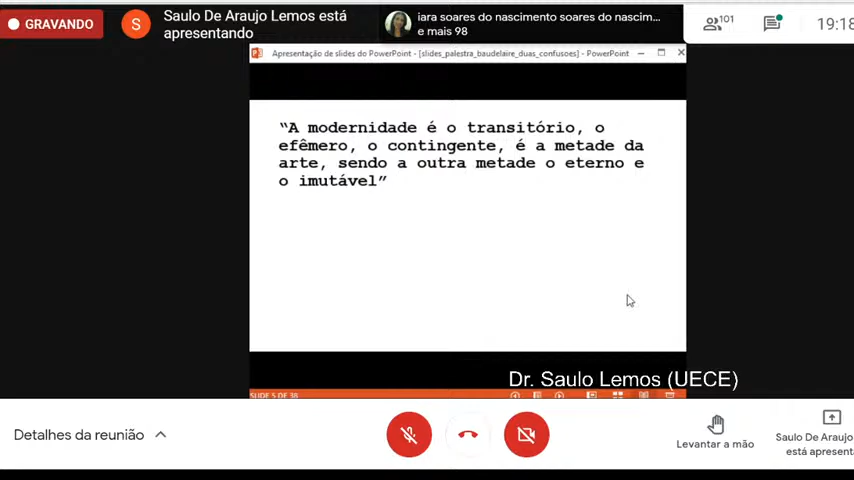 GRAVANDO
S
Saulo De Araujo Lemos está
apresentando
iara soares do nascimento soares do nascim...
e mais 98
101
19:18
Apresentação de slides do PowerPoint - [slides_palestra_baudelaire_duas_confusoes] - PowerPoint
“A modernidade é o transitório, o
efêmero, o contingente, é a metade da
arte, sendo a outra metade o eterno e
o imutável”
Dr. Saulo Lemos (UECE)
SLIDE 5 DE 38
Detalhes da reunião
Levantar a mão
Saulo De Araujo
está apresent